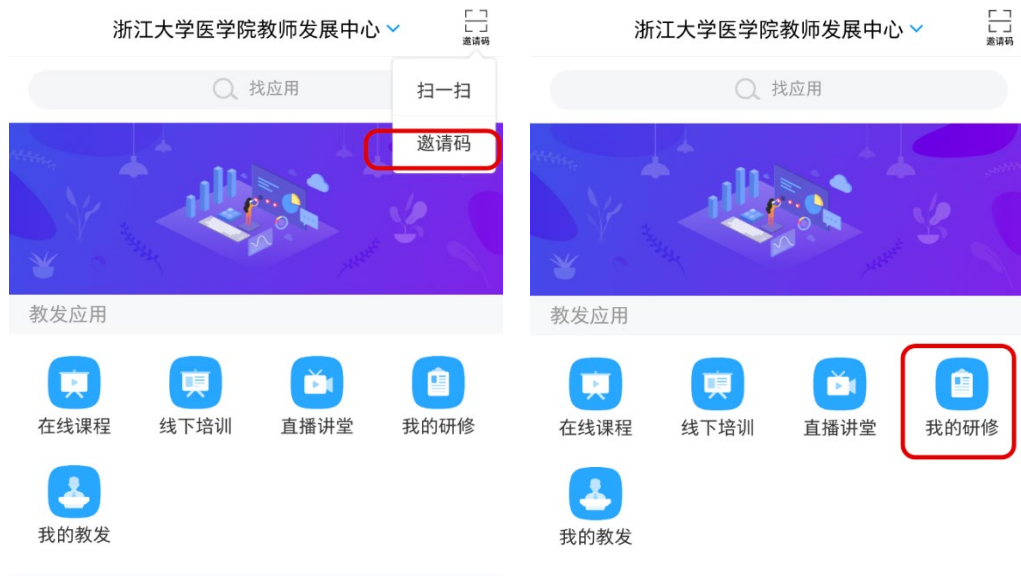 浙江大学医学院教师发展中心
邀请码
找应用
扫一扫
邀请码
教发应用
在线课程 线下培训 直播讲堂 我的研修
我的教发
浙江大学医学院教师发展中心
邀请码
找应用
教发应用
在线课程 线下培训 直播讲堂 我的研修
我的教发